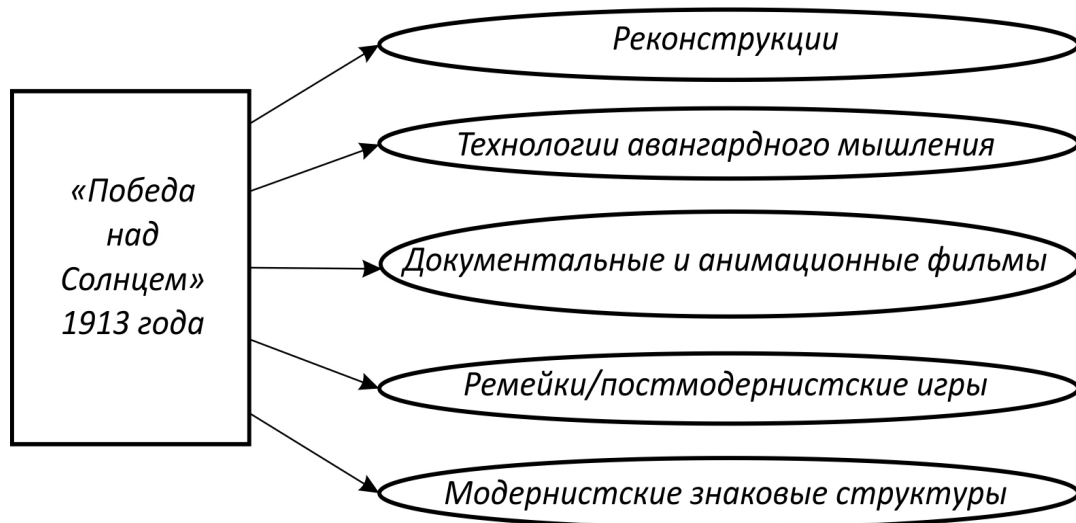 «Победа
над
Солнцем»
1913 года
Реконструкции
Технологии авангардного мышления
Документальные и анимационные фильмы
Ремейки/постмодернистские игры
Модернистские знаковые структуры